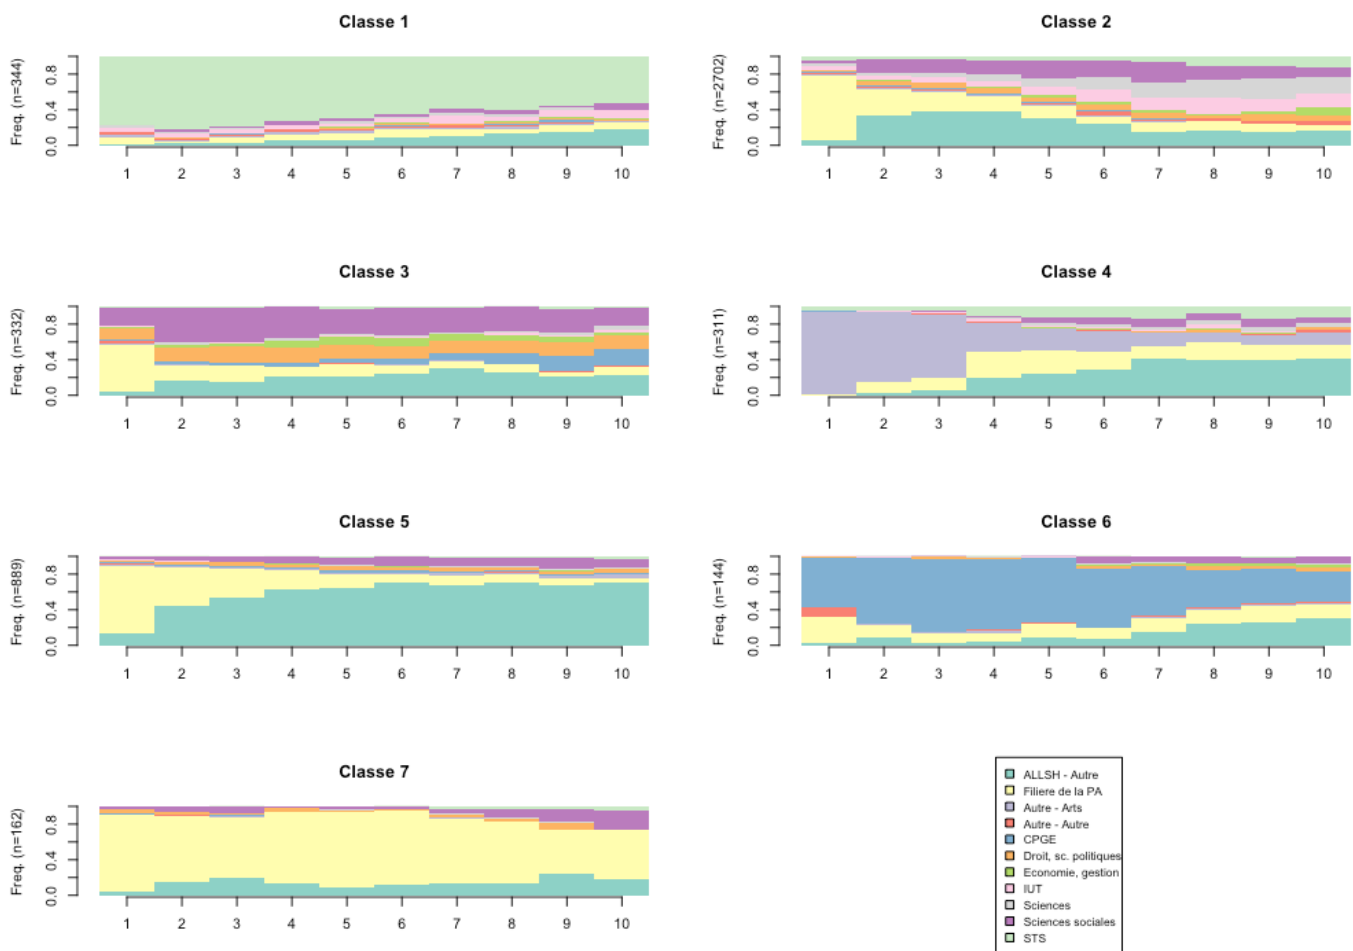 Classe 1
Freq. (n=344)
0.0 0.4 0.8
1 2 3 4 5 6 7 8 9 10
Classe 2
Freq. (n=2702)
0.0 0.4 0.8
1 2 3 4 5 6 7 8 9 10
Classe 3
Freq. (n=332)
0.0 0.4 0.8
1 2 3 4 5 6 7 8 9 10
Classe 4
Freq. (n=311)
0.0 0.4 0.8
1 2 3 4 5 6 7 8 9 10
Classe 5
Freq. (n=889)
0.0 0.4 0.8
1 2 3 4 5 6 7 8 9 10
Classe 6
Freq. (n=144)
0.0 0.4 0.8
1 2 3 4 5 6 7 8 9 10
Classe 7
Freq. (n=162)
0.0 0.4 0.8
1 2 3 4 5 6 7 8 9 10
ALLSH - Autre
Filiere de la PA
Autre - Arts
Autre - Autre
CPGE
Droit, sc. politiques
Economie, gestion
IUT
Sciences
Sciences sociales
STS